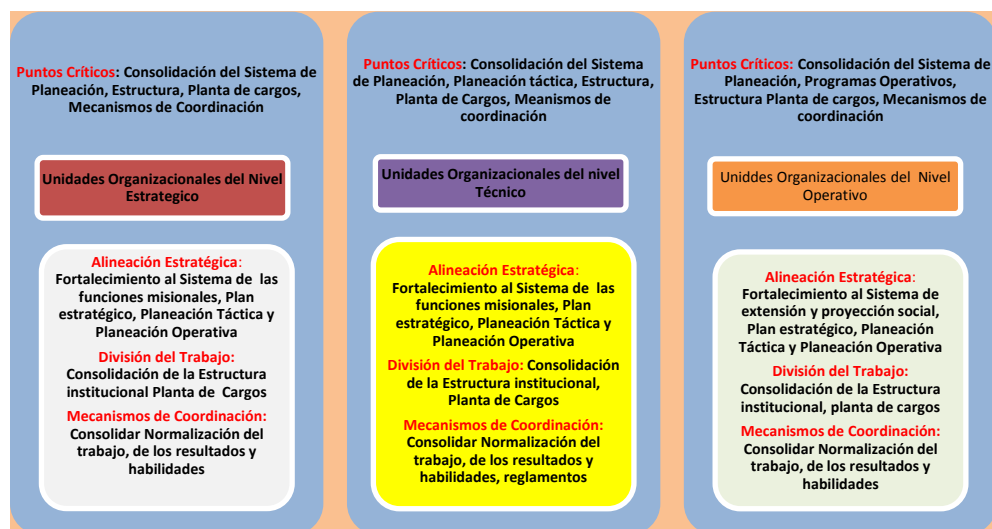 Puntos Críticos: Consolidación del Sistema de
Planeación, Estructura, Planta de cargos,
Mecanismos de Coordinación
Unidades Organizacionales del Nivel
Estrategico
Alineación Estratégica:
Fortalecimiento al Sistema de las
funciones misionales, Plan
estratégico, Planeación Táctica y
Planeación Operativa
División del Trabajo:
Consolidación de la Estructura
institucional Planta de Cargos
Mecanismos de Coordinación:
Consolidar Normalización del
trabajo, de los resultados y
habilidades
Puntos Críticos: Consolidación del Sistema
de Planeación, Planeación táctica, Estructura,
Planta de Cargos, Meanismos de
coordinación
Unidades Organizacionales del nivel
Técnico
Alineación Estratégica:
Fortalecimiento al Sistema de las
funciones misionales, Plan
estratégico, Planeación Táctica y
Planeación Operativa
División del Trabajo: Consolidación
de la Estructura institucional,
Planta de Cargos
Mecanismos de Coordinación:
Consolidar Normalización del
trabajo, de los resultados y
habilidades, reglamentos
Puntos Críticos: Consolidación del Sistema de
Planeación, Programas Operativos,
Estructura Planta de cargos, Mecanismos de
coordinación
Uniddes Organizacionales del Nivel
Operativo
Alineación Estratégica:
Fortalecimiento al Sistema de
extensión y proyección social,
Plan estratégico, Planeación
Táctica y Planeación Operativa
División del Trabajo:
Consolidación de la Estructura
institucional, planta de cargos
Mecanismos de Coordinación:
Consolidar Normalización del
trabajo, de los resultados y
habilidades